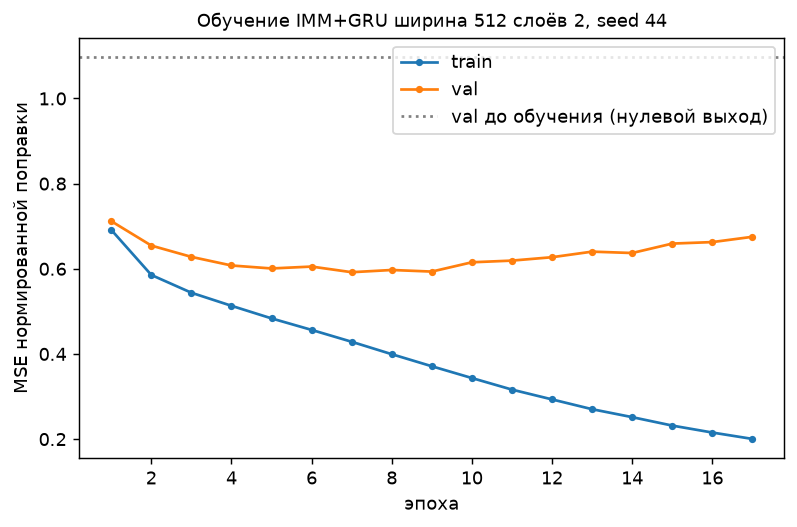 Обучение IMM+GRU ширина 512 слоёв 2, seed 44
train
val
val до обучения (нулевой выход)
MSE нормированной поправки
1.0
0.8
0.6
0.4
0.2
2 4 6 8 10 12 14 16
эпоха